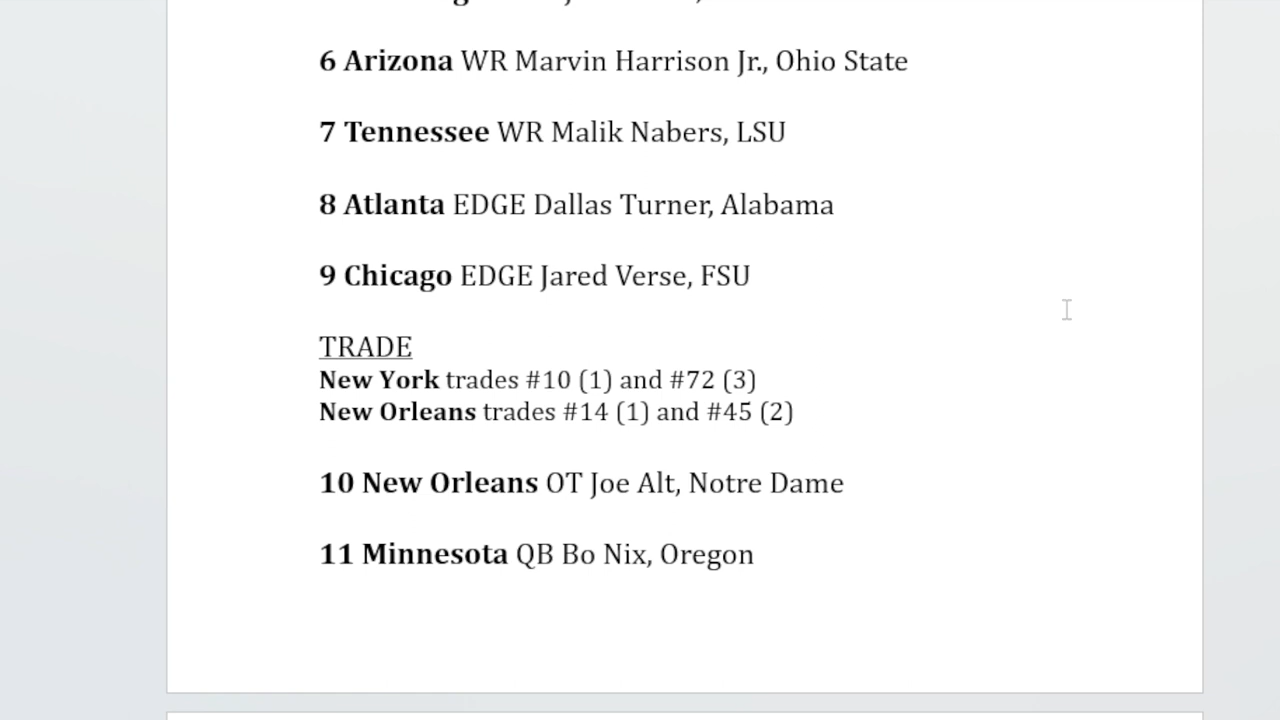 6 Arizona WR Marvin Harrison Jr., Ohio State
7 Tennessee WR Malik Nabers, LSU
8 Atlanta EDGE Dallas Turner, Alabama
9 Chicago EDGE Jared Verse, FSU
TRADE
New York trades #10 (1) and #72 (3)
New Orleans trades #14 (1) and #45 (2)
10 New Orleans OT Joe Alt, Notre Dame
11 Minnesota QB Bo Nix, Oregon